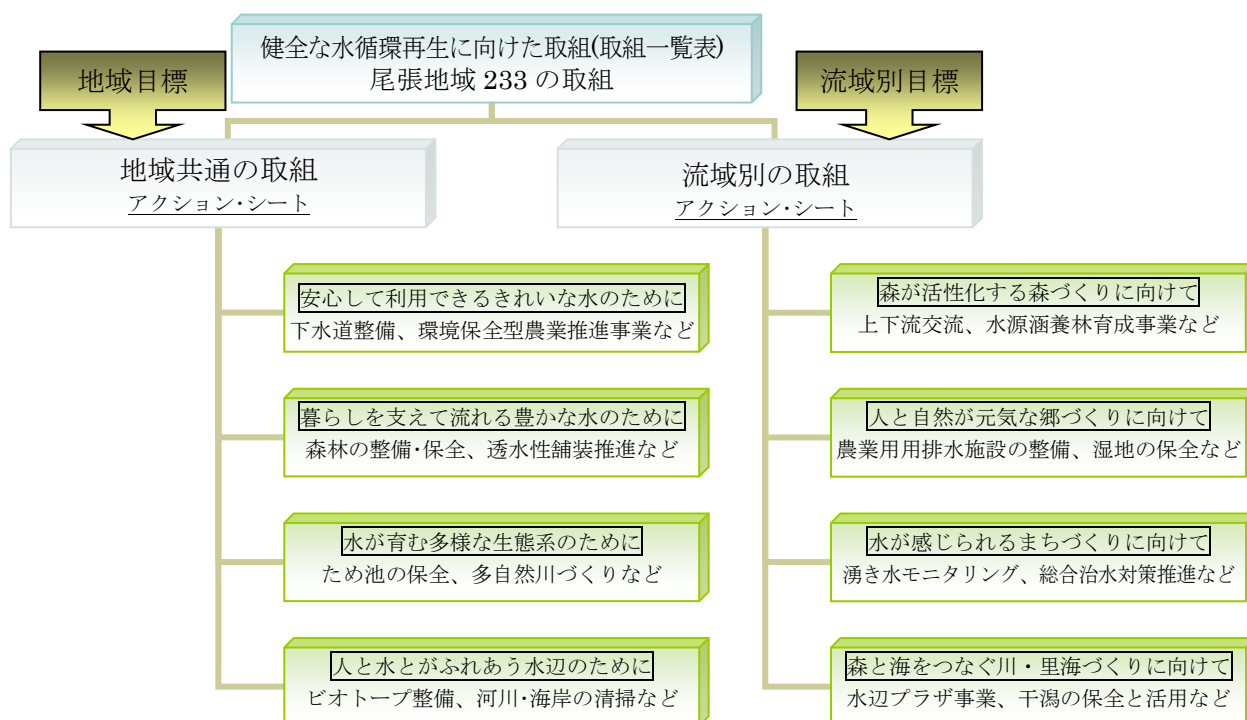 健全な水循環再生に向けた取組(取組一覧表)
尾張地域 233 の取組
地域目標
流域別目標
地域共通の取組
アクション・シート
流域別の取組
アクション・シート
安心して利用できるきれいな水のために
下水道整備、環境保全型農業推進事業など
暮らしを支えて流れる豊かな水のために
森林の整備・保全、透水性舗装推進など
水が育む多様な生態系のために
ため池の保全、多自然川づくりなど
人と水とがふれあう水辺のために
ビオトープ整備、河川・海岸の清掃など
森が活性化する森づくりに向けて
上下流交流、水源涵養林育成事業など
人と自然が元気な郷づくりに向けて
農業用用排水施設の整備、湿地の保全など
水が感じられるまちづくりに向けて
湧き水モニタリング、総合治水対策推進など
森と海をつなぐ川・里海づくりに向けて
水辺プラザ事業、干潟の保全と活用など